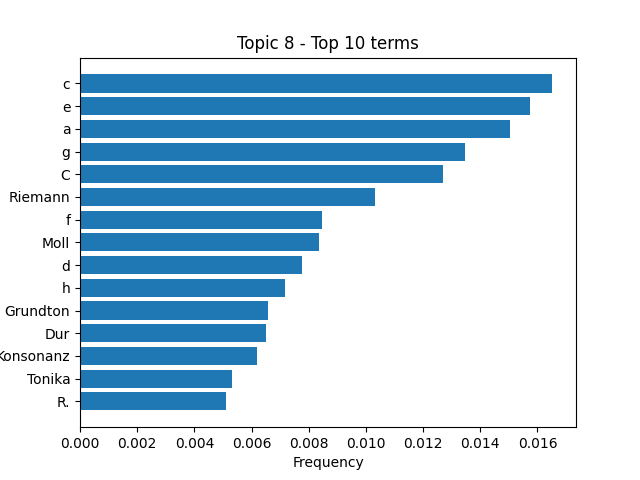 Topic 8 - Top 10 terms
c
e
a
g
C
Riemann
f
Moll
d
h
Grundton
Dur
Konsonanz
Tonika
R.
0.000 0.002 0.004 0.006 0.008 0.010 0.012 0.014 0.016
Frequency